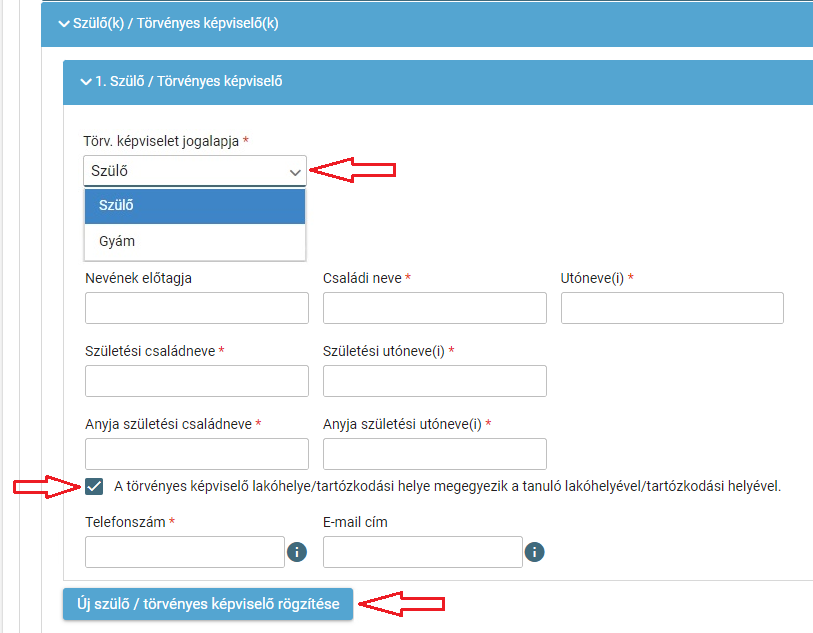 Szülő(k) / Törvényes képviselő(k)
1. Szülő / Törvényes képviselő
Törv. képviselet jogalapja *
Szülő
Szülő
Gyám
Nevének előtagja Családi neve * Utóneve(i) *
Születési családneve * Születési utóneve(i) *
Anyja születési családneve * Anyja születési utóneve(i) *
A törvényes képviselő lakóhelye/tartózkodási helye megegyezik a tanuló lakóhelyével/tartózkodási helyével.
Telefonszám * E-mail cím
Új szülő / törvényes képviselő rögzítése